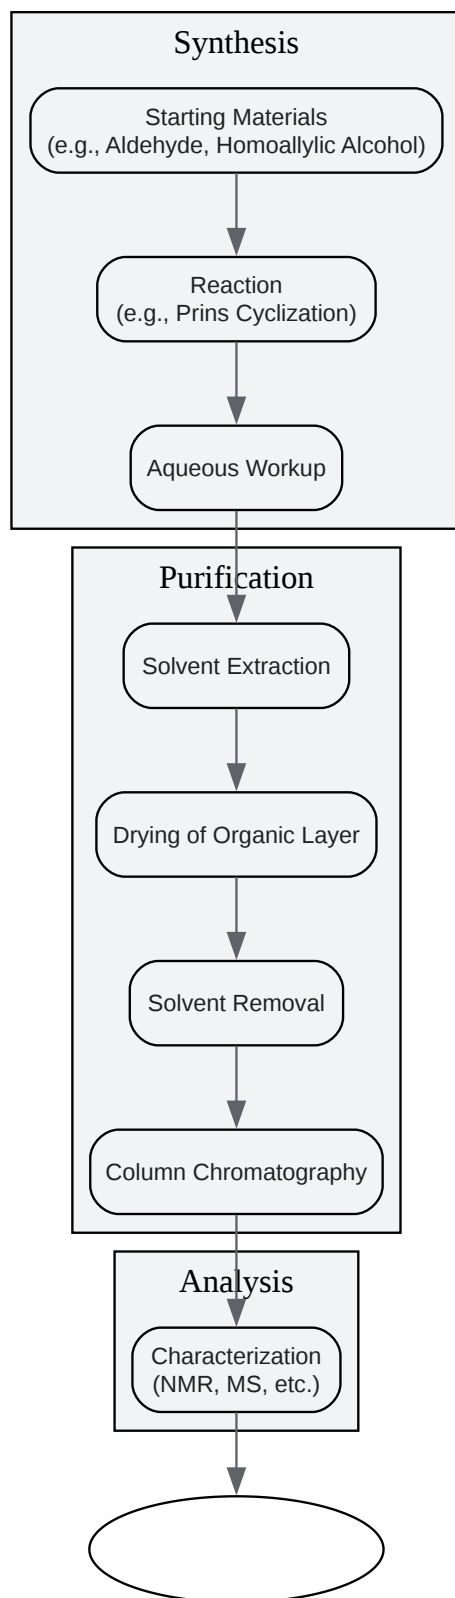 Synthesis
Starting Materials
(e.g., Aldehyde, Homoallylic Alcohol)
Reaction
(e.g., Prins Cyclization)
Aqueous Workup
Purification
Solvent Extraction
Drying of Organic Layer
Solvent Removal
Column Chromatography
Analysis
Characterization
(NMR, MS, etc.)